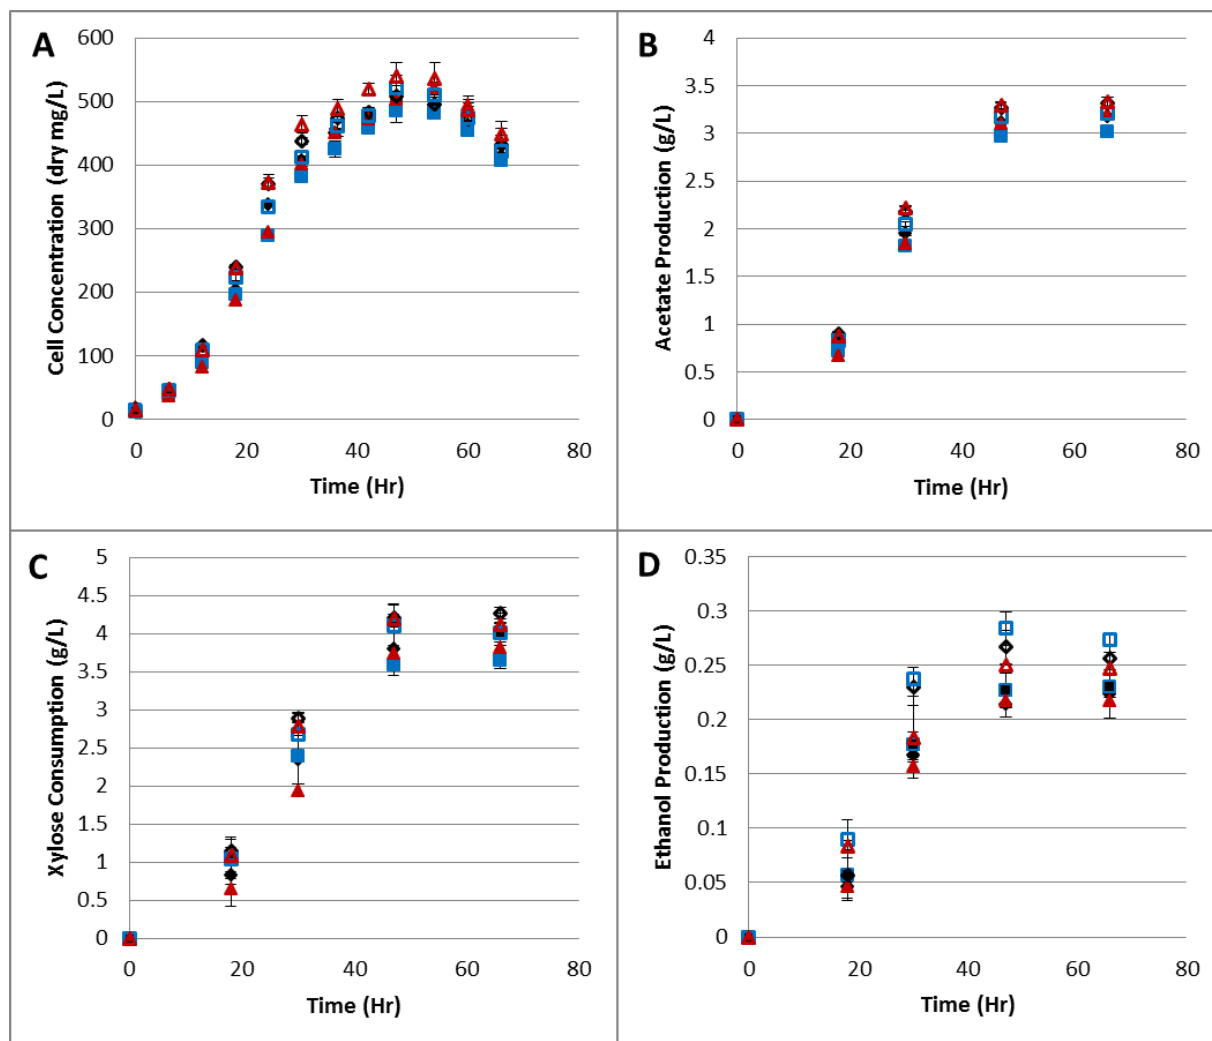 A
Cell Concentration (dry mg/L)
600
500
400
300
200
100
0
0 20 40 60 80
Time (Hr)
B
Acetate Production (g/L)
4
3.5
3
2.5
2
1.5
1
0.5
0
0 20 40 60 80
Time (Hr)
C
Xylose Consumption (g/L)
5
4.5
4
3.5
3
2.5
2
1.5
1
0.5
0
0 20 40 60 80
Time (Hr)
D
Ethanol Production (g/L)
0.35
0.3
0.25
0.2
0.15
0.1
0.05
0
0 20 40 60 80
Time (Hr)